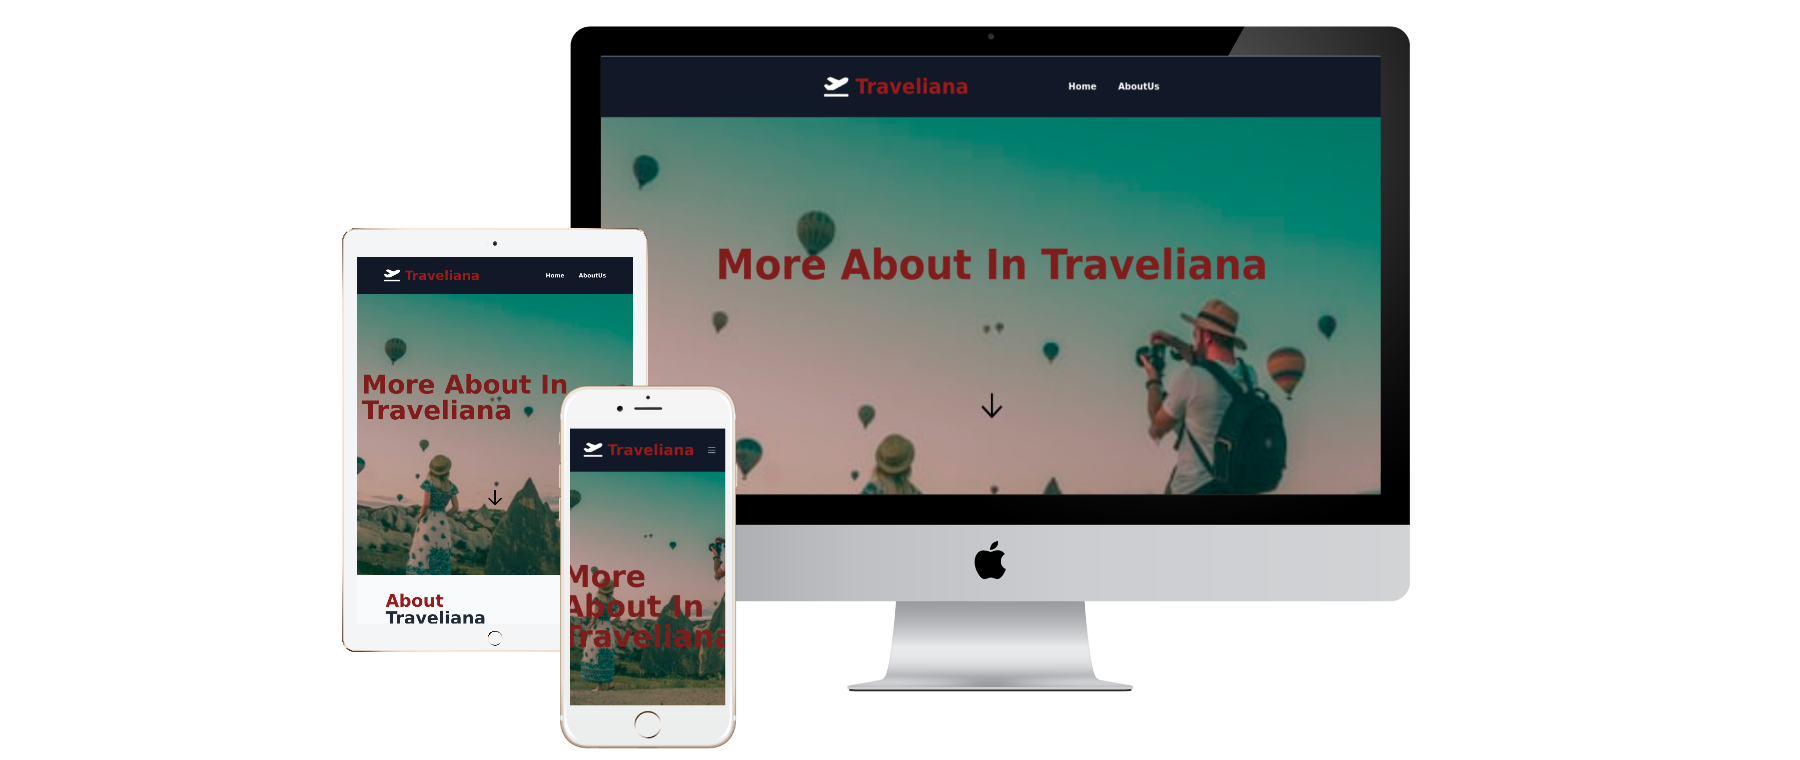 Traveliana
Home AboutUs
More About In Traveliana
Traveliana
Home AboutUs
More About In
Traveliana
About
Traveliana
Traveliana
More
About In
Traveliana